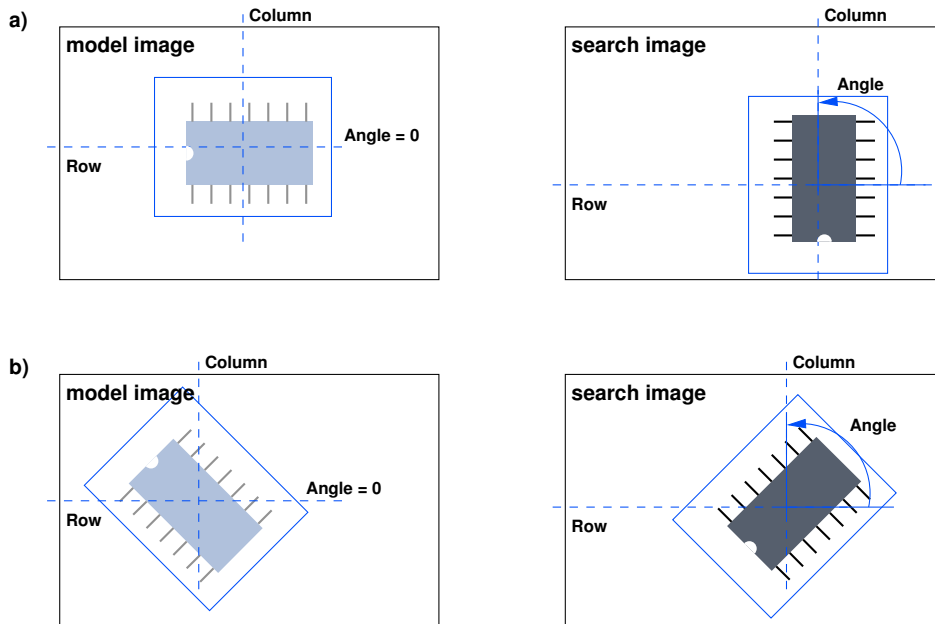 a)
Column
model image
Angle = 0
Row
Column
search image
Angle
Row
b)
Column
model image
Angle = 0
Row
Column
search image
Angle
Row